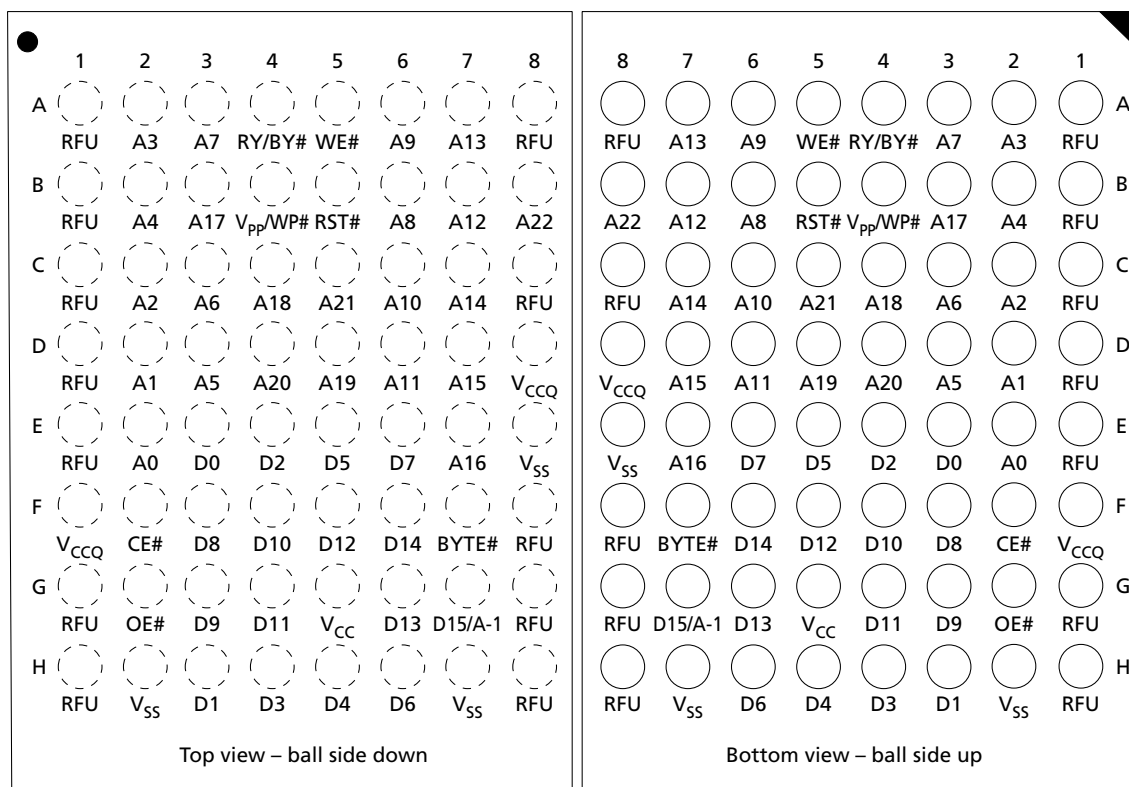 1 2 3 4 5 6 7 8
A
RFU A3 A7 RY/BY# WE# A9 A13 RFU
B
RFU A4 A17 VPP/WP# RST# A8 A12 A22
C
RFU A2 A6 A18 A21 A10 A14 RFU
D
RFU A1 A5 A20 A19 A11 A15 VCCQ
E
RFU A0 D0 D2 D5 D7 A16 VSS
F
VCCQ CE# D8 D10 D12 D14 BYTE# RFU
G
RFU OE# D9 D11 VCC D13 D15/A-1 RFU
H
RFU VSS D1 D3 D4 D6 VSS RFU
Top view – ball side down
8 7 6 5 4 3 2 1
A
RFU A13 A9 WE# RY/BY# A7 A3 RFU
B
A22 A12 A8 RST# VPP/WP# A17 A4 RFU
C
RFU A14 A10 A21 A18 A6 A2 RFU
D
VCCQ A15 A11 A19 A20 A5 A1 RFU
E
VSS A16 D7 D5 D2 D0 A0 RFU
F
RFU BYTE# D14 D12 D10 D8 CE# VCCQ
G
RFU D15/A-1 D13 VCC D11 D9 OE# RFU
H
RFU VSS D6 D4 D3 D1 VSS RFU
Bottom view – ball side up